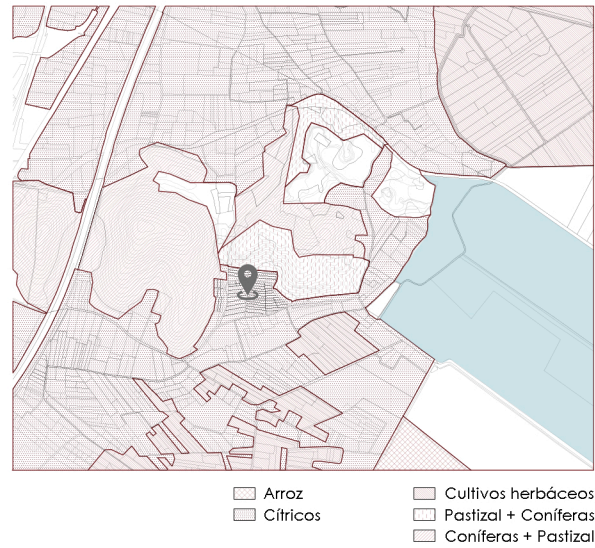 Arroz
Cítricos
Cultivos herbáceos
Pastizal + Coníferas
Coníferas + Pastizal